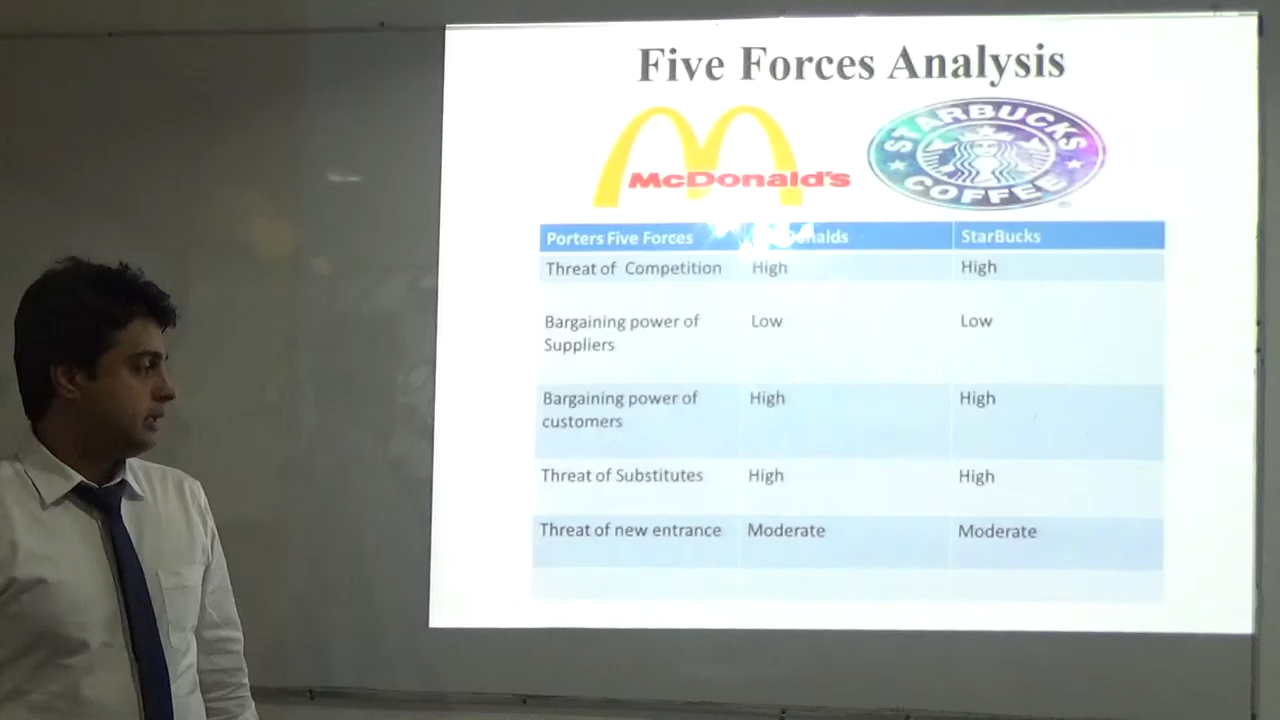 Five Forces Analysis
McDonald's
STARBUCKS
COFFEE
Porters Five Forces StarBucks
Threat of Competition High High
Bargaining power of Low Low
Suppliers
Bargaining power of High High
customers
Threat of Substitutes High High
Threat of new entrance Moderate Moderate